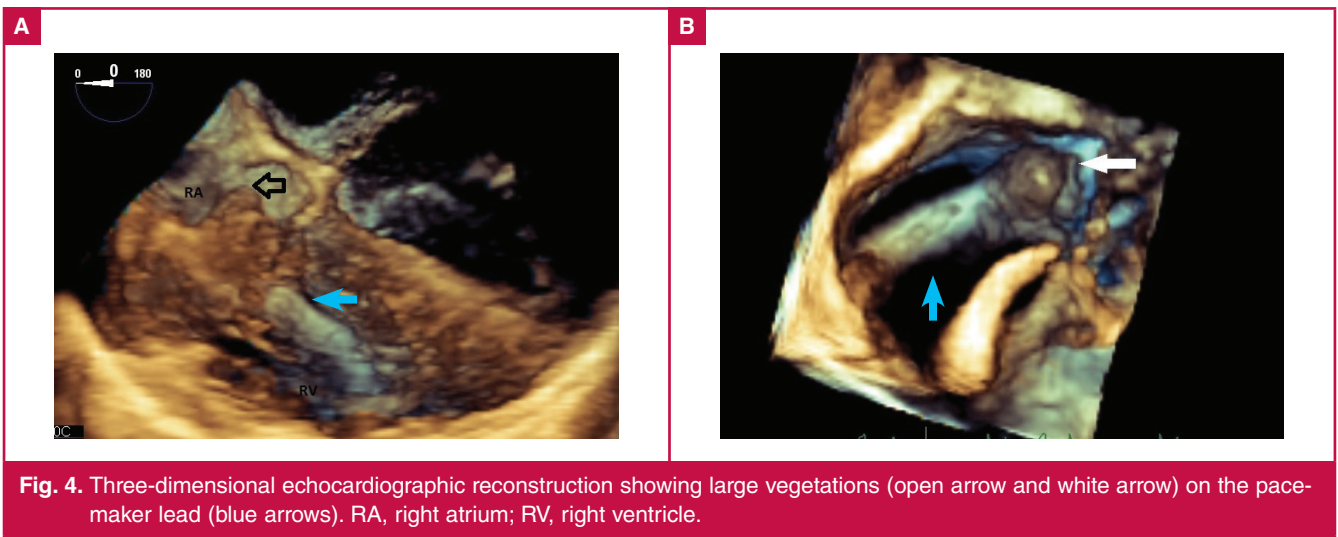 A
B
0 0 180
RA
RV
0C
Fig. 4. Three-dimensional echocardiographic reconstruction showing large vegetations (open arrow and white arrow) on the pace-
maker lead (blue arrows). RA, right atrium; RV, right ventricle.